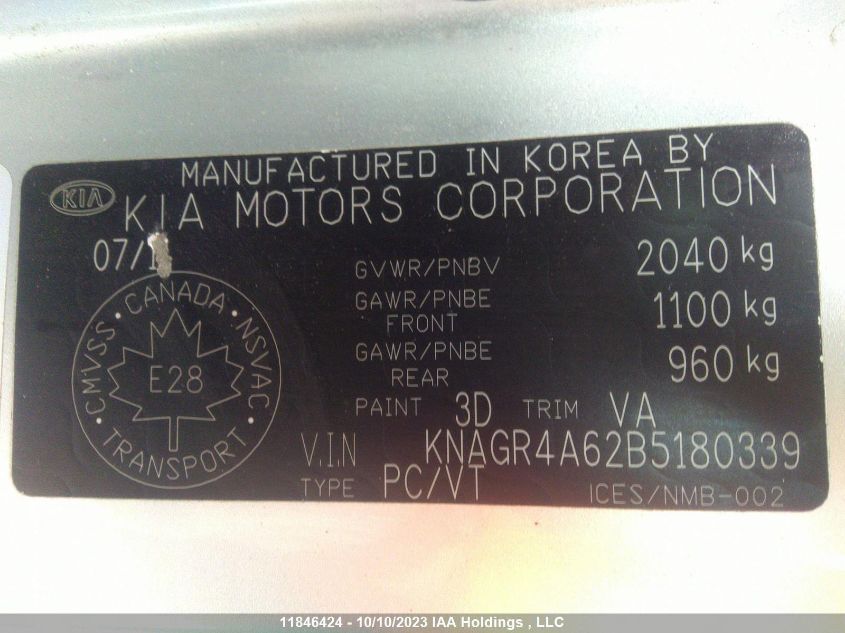 MANUFACTURED IN KOREA BY
KIA KIA MOTORS CORPORATION
07/1
GVWR/PNBV 2040 kg
GAWR/PNBE FRONT 1100 kg
GAWR/PNBE REAR 960 kg
PAINT 3D TRIM VA
V.I.N KNAGR4A62B5180339
TYPE PC/VT ICES/NMB-002
CMVSS · CANADA · NSVAC · TRANSPORT ·
E28
11846424 - 10/10/2023 IAA Holdings , LLC